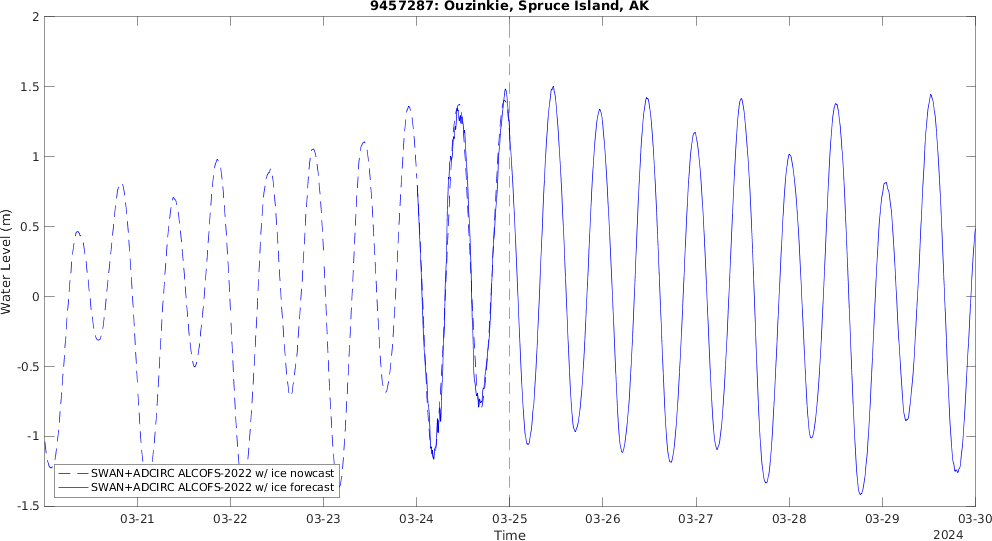 9457287: Ouzinkie, Spruce Island, AK
2
1.5
1
0.5
0
-0.5
-1
-1.5
Water Level (m)
SWAN+ADCIRC ALCOFS-2022 w/ ice nowcast
SWAN+ADCIRC ALCOFS-2022 w/ ice forecast
03-21 03-22 03-23 03-24 03-25 03-26 03-27 03-28 03-29 03-30
Time
2024